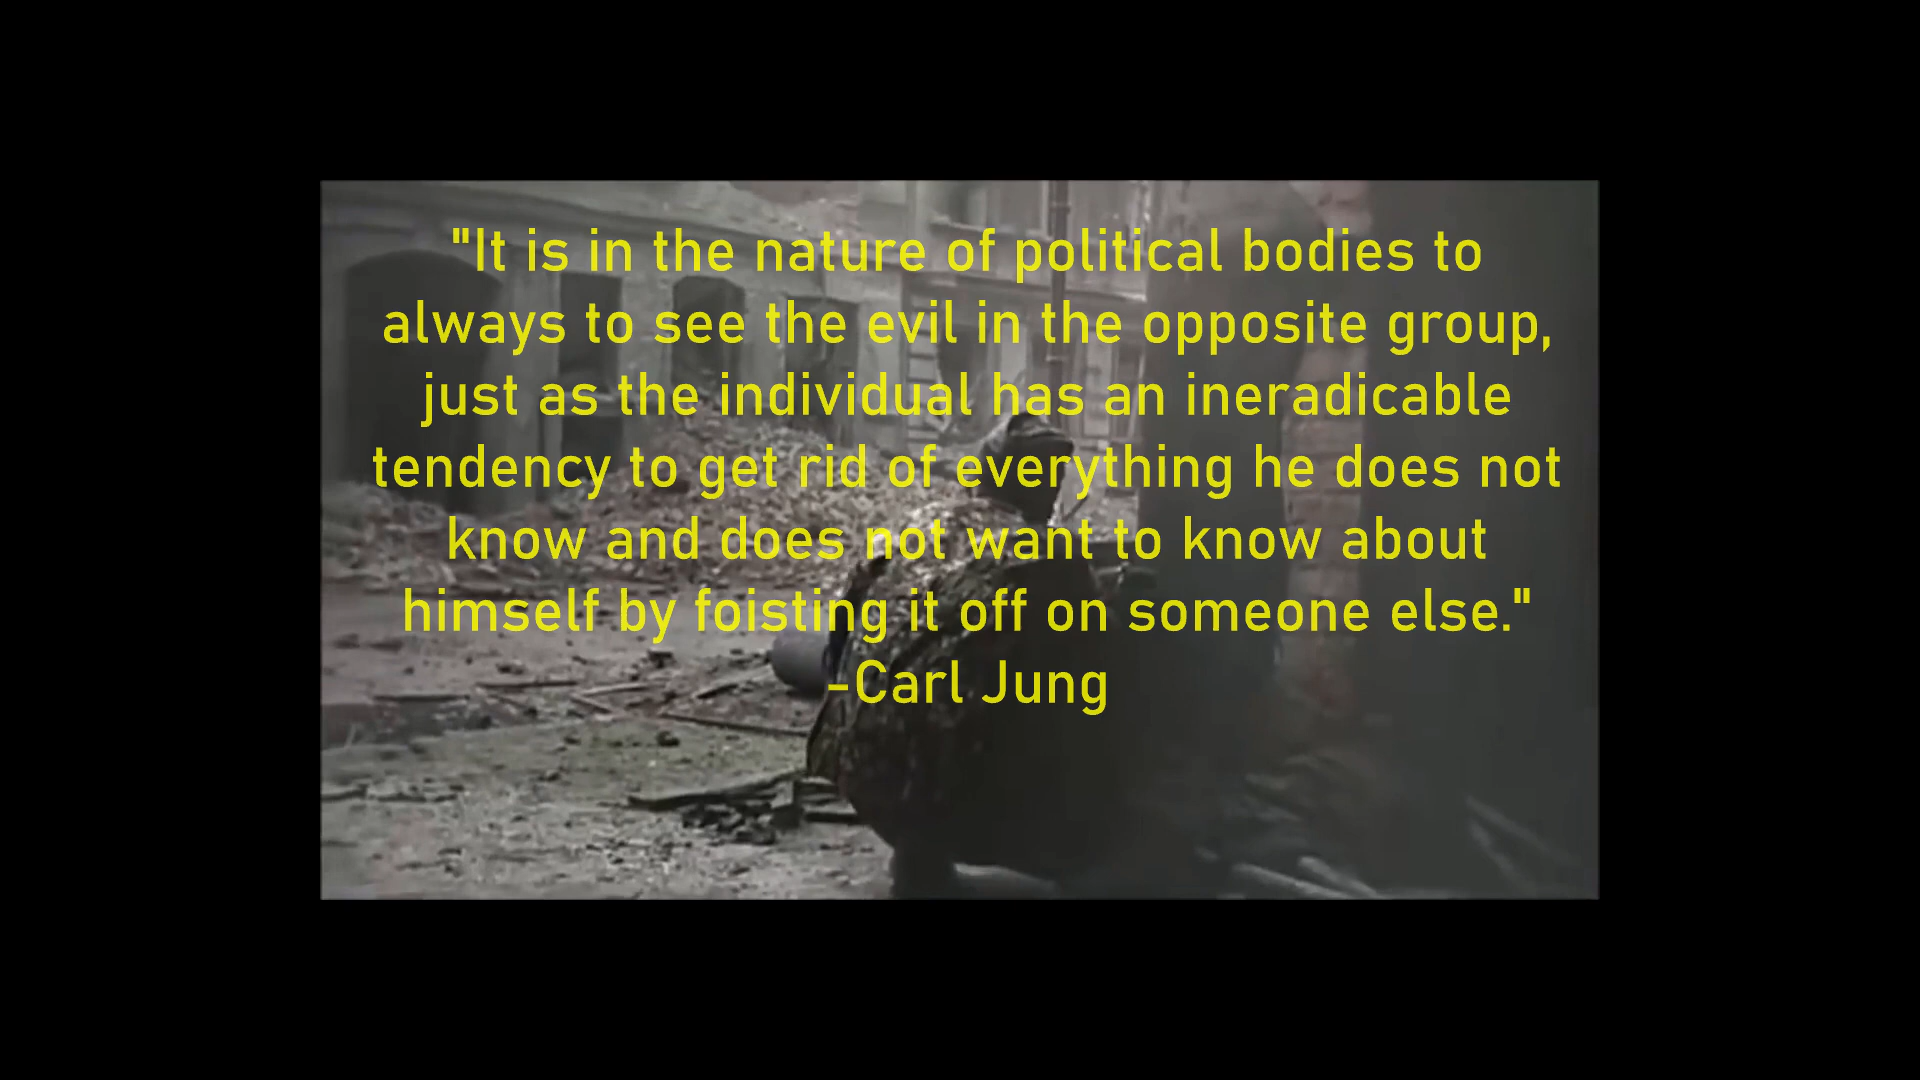 "It is in the nature of political bodies to
always to see the evil in the opposite group,
just as the individual has an ineradicable
tendency to get rid of everything he does not
know and does not want to know about
himself by foisting it off on someone else."
-Carl Jung